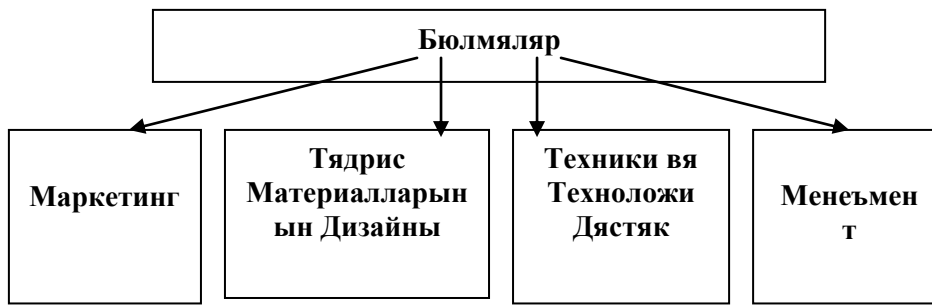 Бюлмяляр
Маркетинг
Тядрис
Материалларын
ын Дизайны
Техники вя
Техноложи
Дястяк
Менеъмен
т